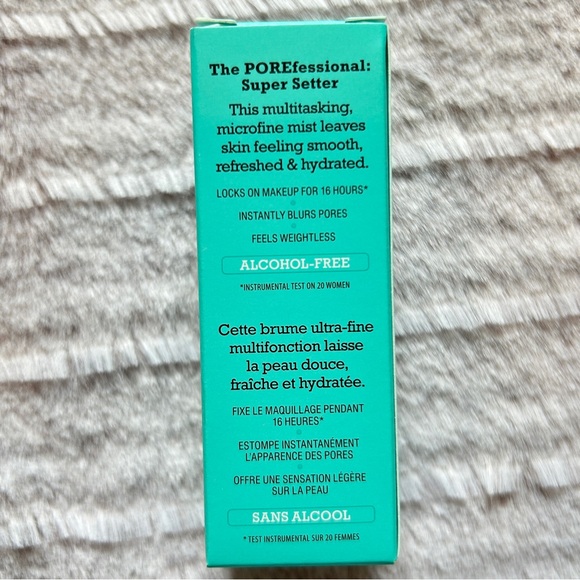 The POREfessional:
Super Setter
This multitasking,
microfine mist leaves
skin feeling smooth,
refreshed & hydrated.
LOCKS ON MAKEUP FOR 16 HOURS*
INSTANTLY BLURS PORES
FEELS WEIGHTLESS
ALCOHOL-FREE
*INSTRUMENTAL TEST ON 20 WOMEN
Cette brume ultra-fine
multifonction laisse
la peau douce,
fraîche et hydratée.
FIXE LE MAQUILLAGE PENDANT
16 HEURES*
ESTOMPE INSTANTANÉMENT
L'APPARENCE DES PORES
OFFRE UNE SENSATION LÉGÈRE
SUR LA PEAU
SANS ALCOOL
* TEST INSTRUMENTAL SUR 20 FEMMES